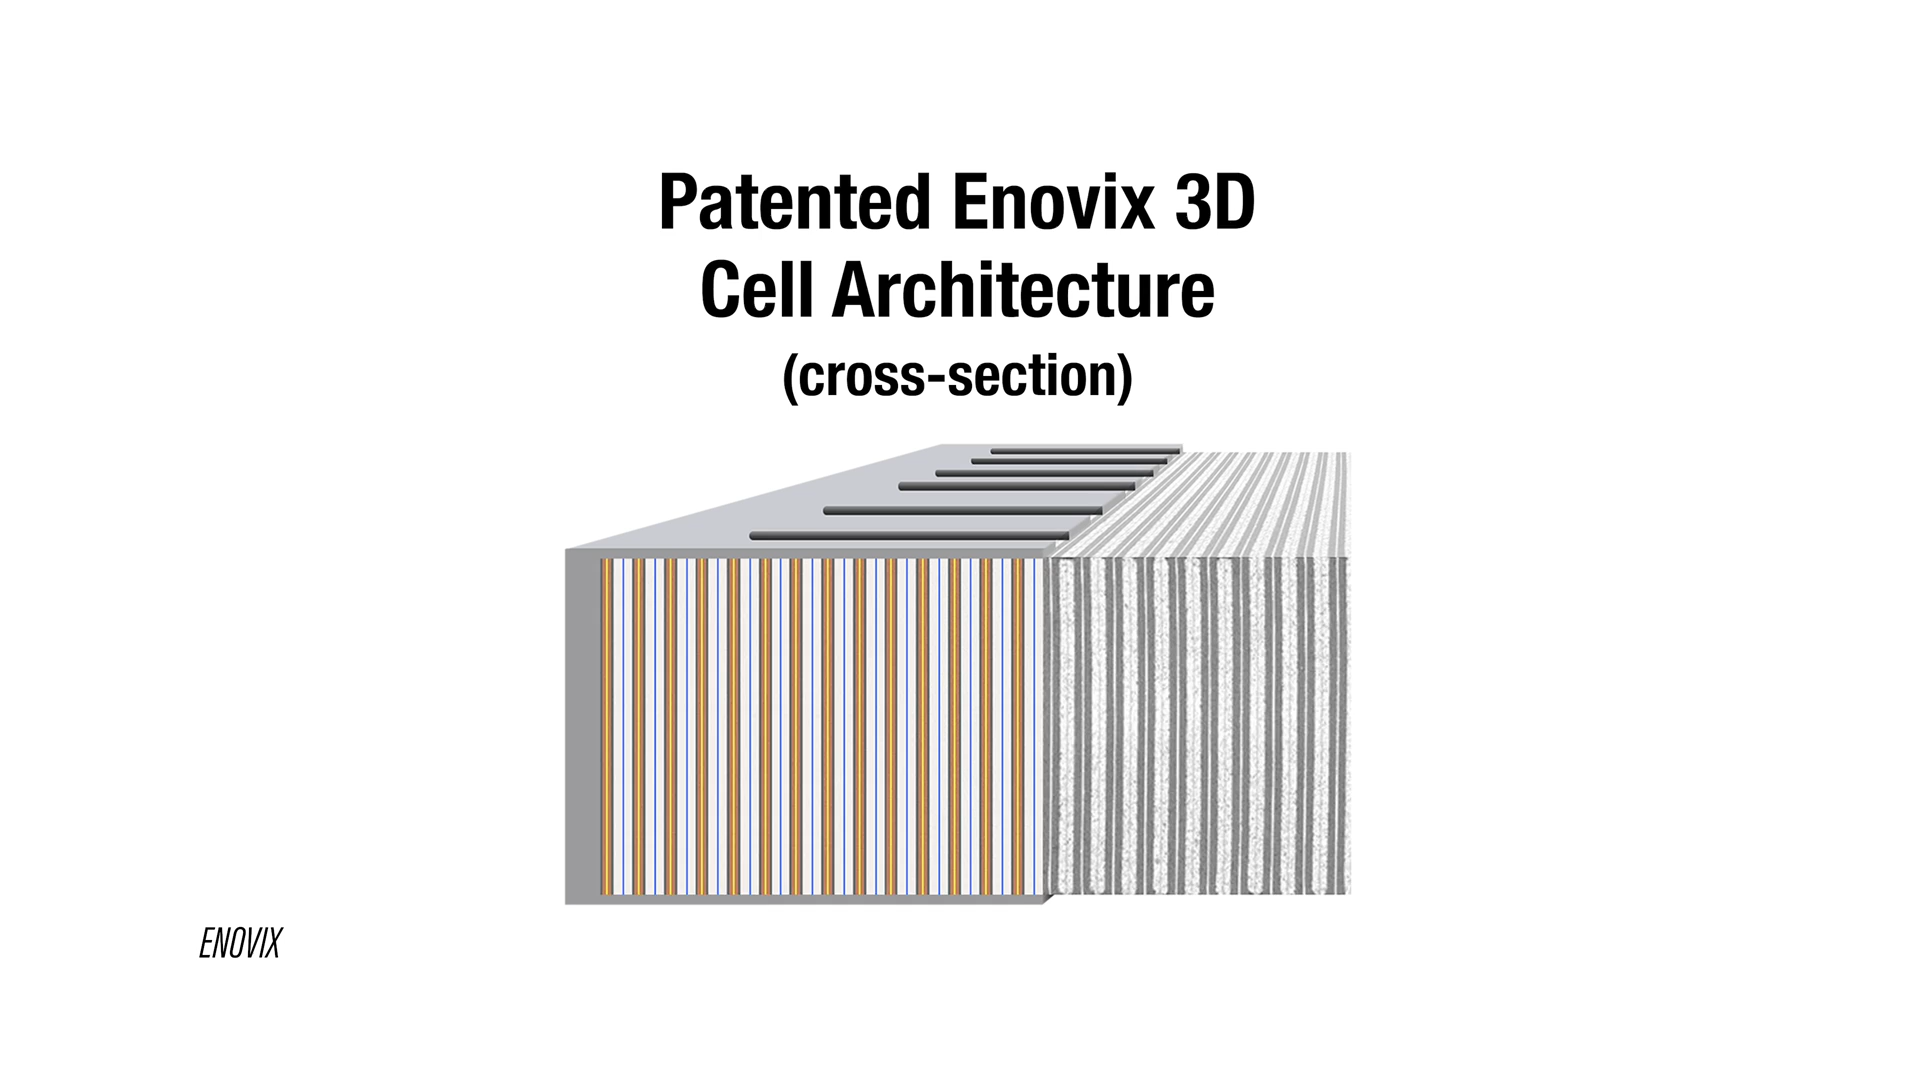 Patented Enovix 3D
Cell Architecture
(cross-section)
ENOVIX